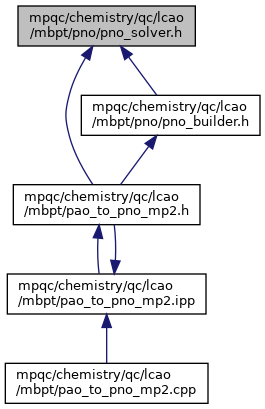 mpqc/chemistry/qc/lcao
/mbpt/pno/pno_solver.h
mpqc/chemistry/qc/lcao
/mbpt/pno/pno_builder.h
mpqc/chemistry/qc/lcao
/mbpt/pao_to_pno_mp2.h
mpqc/chemistry/qc/lcao
/mbpt/pao_to_pno_mp2.ipp
mpqc/chemistry/qc/lcao
/mbpt/pao_to_pno_mp2.cpp